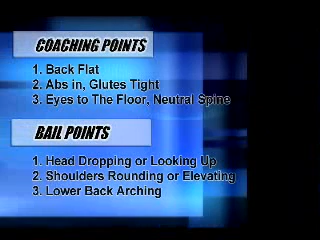 COACHING POINTS
1. Back Flat
2. Abs in, Glutes Tight
3. Eyes to The Floor, Neutral Spine
BAIL POINTS
1. Head Dropping or Looking Up
2. Shoulders Rounding or Elevating
3. Lower Back Arching